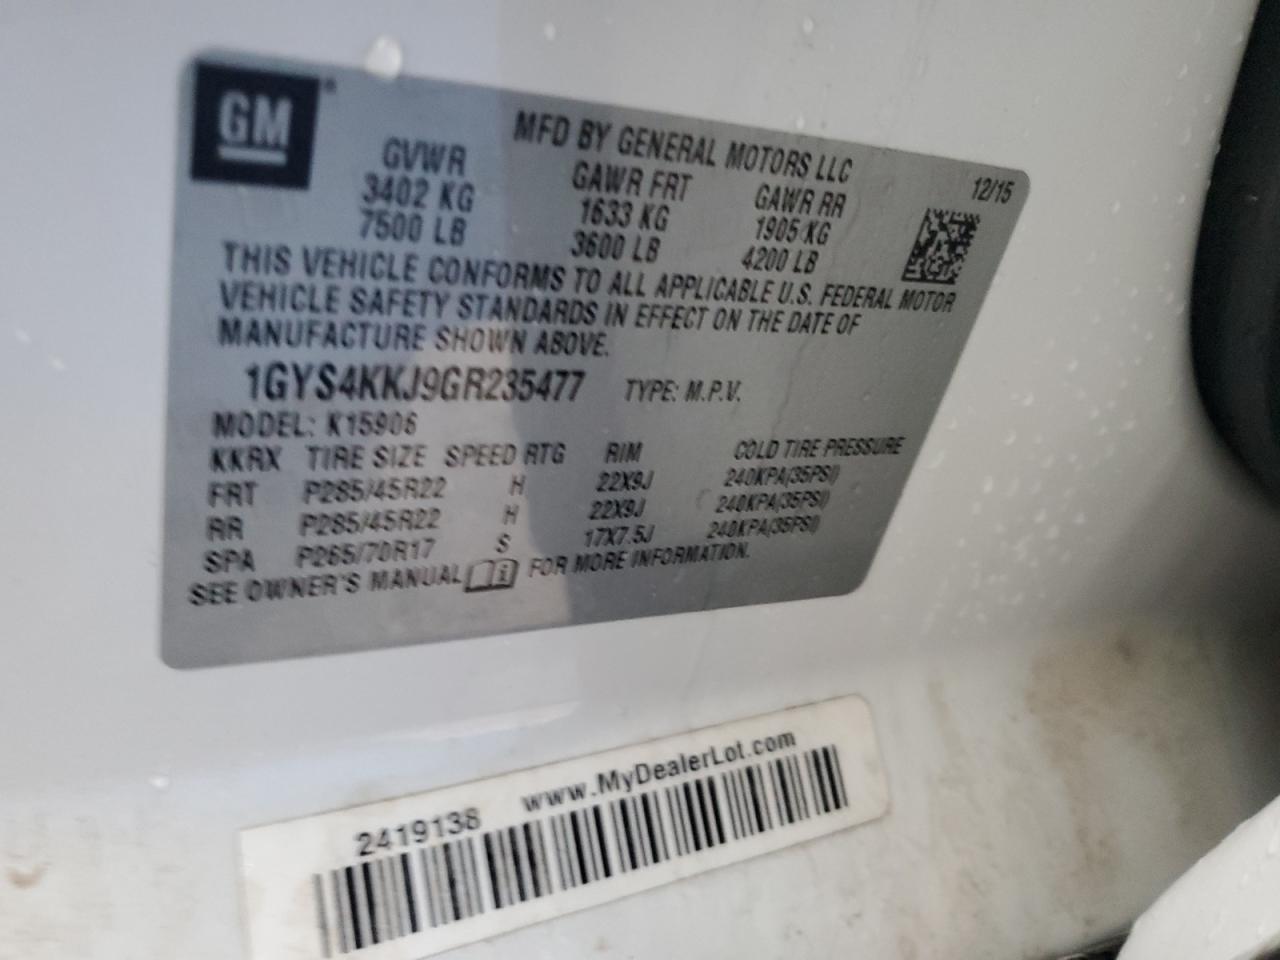 GM
MFD BY GENERAL MOTORS LLC
12/15
GVWR GAWR FRT GAWR RR
3402 KG 1633 KG 1905 KG
7500 LB 3600 LB 4200 LB
THIS VEHICLE CONFORMS TO ALL APPLICABLE U.S. FEDERAL MOTOR
VEHICLE SAFETY STANDARDS IN EFFECT ON THE DATE OF
MANUFACTURE SHOWN ABOVE.
1GYS4KKJ9GR235477 TYPE: M.P.V.
MODEL: K15906
KKRX TIRE SIZE SPEED RTG RIM COLD TIRE PRESSURE
FRT P285/45R22 H 22X9J 240KPA(35PSI)
RR P285/45R22 H 22X9J 240KPA(35PSI)
SPA P265/70R17 S 17X7.5J 240KPA(35PSI)
SEE OWNER'S MANUAL FOR MORE INFORMATION.
2419138 www.MyDealerLot.com